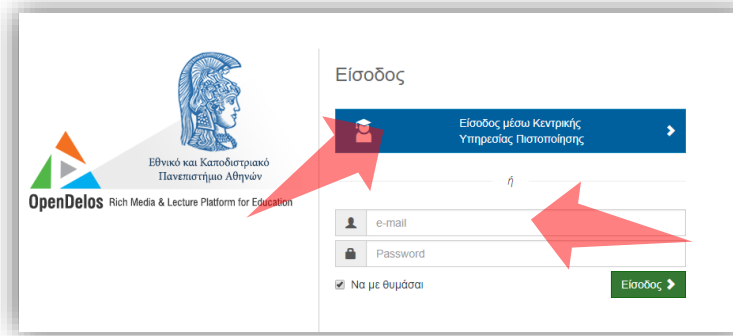 Εθνικό και Καποδιστριακό
Πανεπιστήμιο Αθηνών
OpenDelos Rich Media & Lecture Platform for Education
Είσοδος
Είσοδος μέσω Κεντρικής
Υπηρεσίας Πιστοποίησης
ή
e-mail
Password
Να με θυμάσαι
Είσοδος